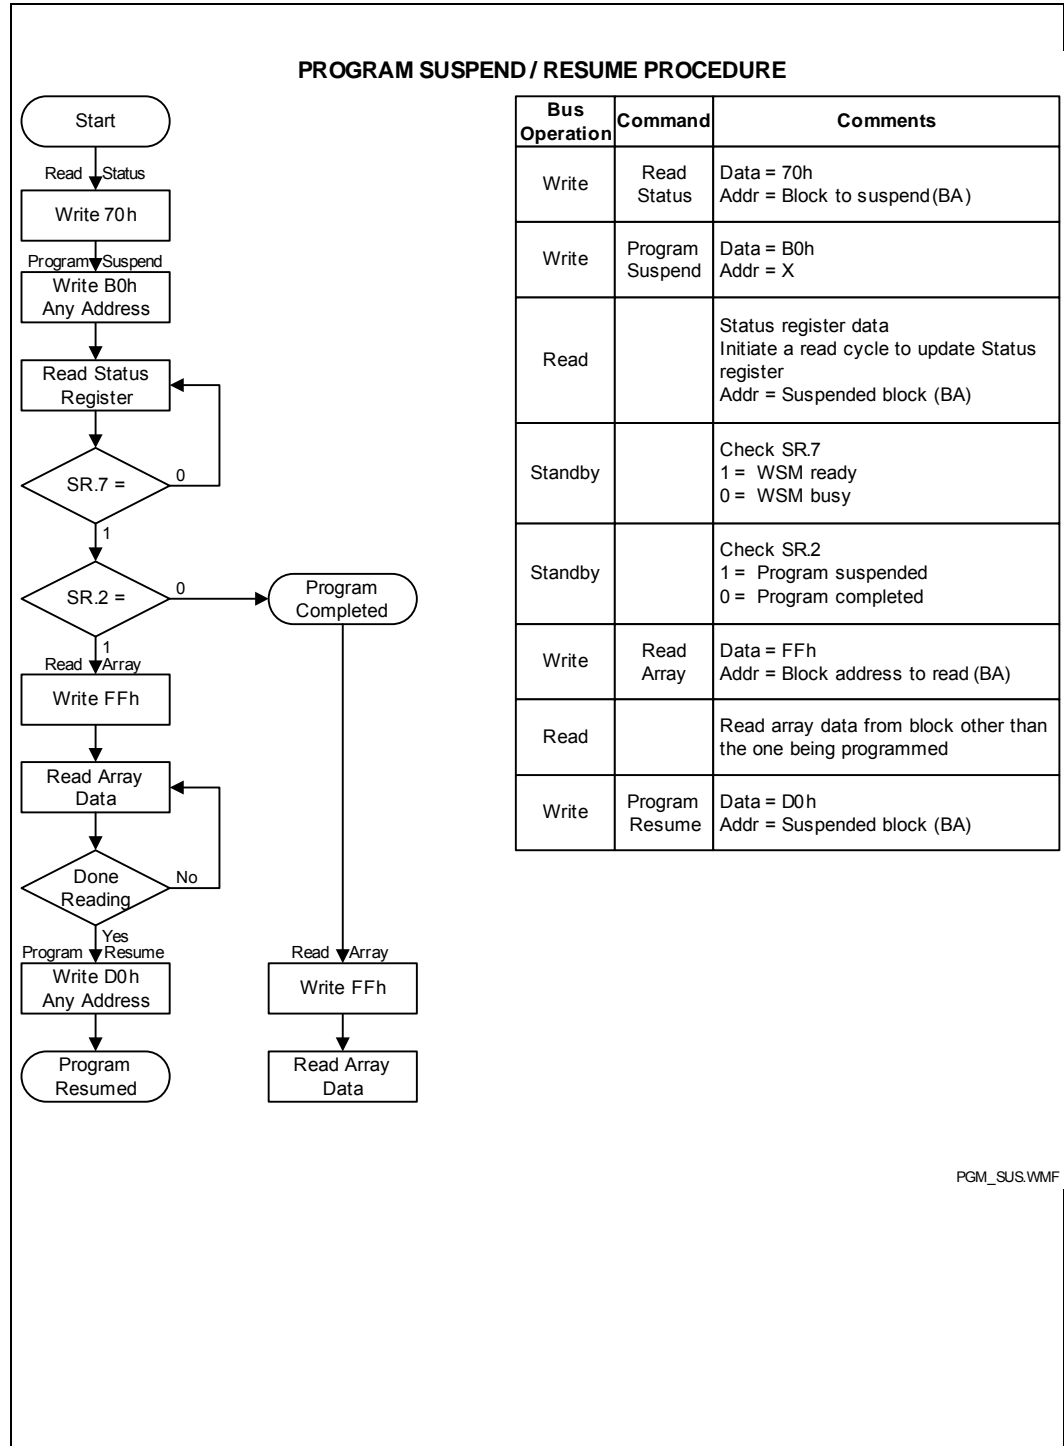 PROGRAM SUSPEND / RESUME PROCEDURE
Start
Read Status
Write 70h
Program Suspend
Write B0h
Any Address
Read Status
Register
SR.7 =
0
1
SR.2 =
0
Program
Completed
1
Read Array
Write FFh
Read Array
Data
Done
Reading
No
Yes
Program Resume
Write D0h
Any Address
Program
Resumed
Read Array
Write FFh
Read Array
Data
Bus
Operation
Command
Comments
Write
Read
Status
Data = 70h
Addr = Block to suspend (BA)
Write
Program
Suspend
Data = B0h
Addr = X
Read
Status register data
Initiate a read cycle to update Status
register
Addr = Suspended block (BA)
Standby
Check SR.7
1 = WSM ready
0 = WSM busy
Standby
Check SR.2
1 = Program suspended
0 = Program completed
Write
Read
Array
Data = FFh
Addr = Block address to read (BA)
Read
Read array data from block other than
the one being programmed
Write
Program
Resume
Data = D0h
Addr = Suspended block (BA)
PGM_SUS.WMF